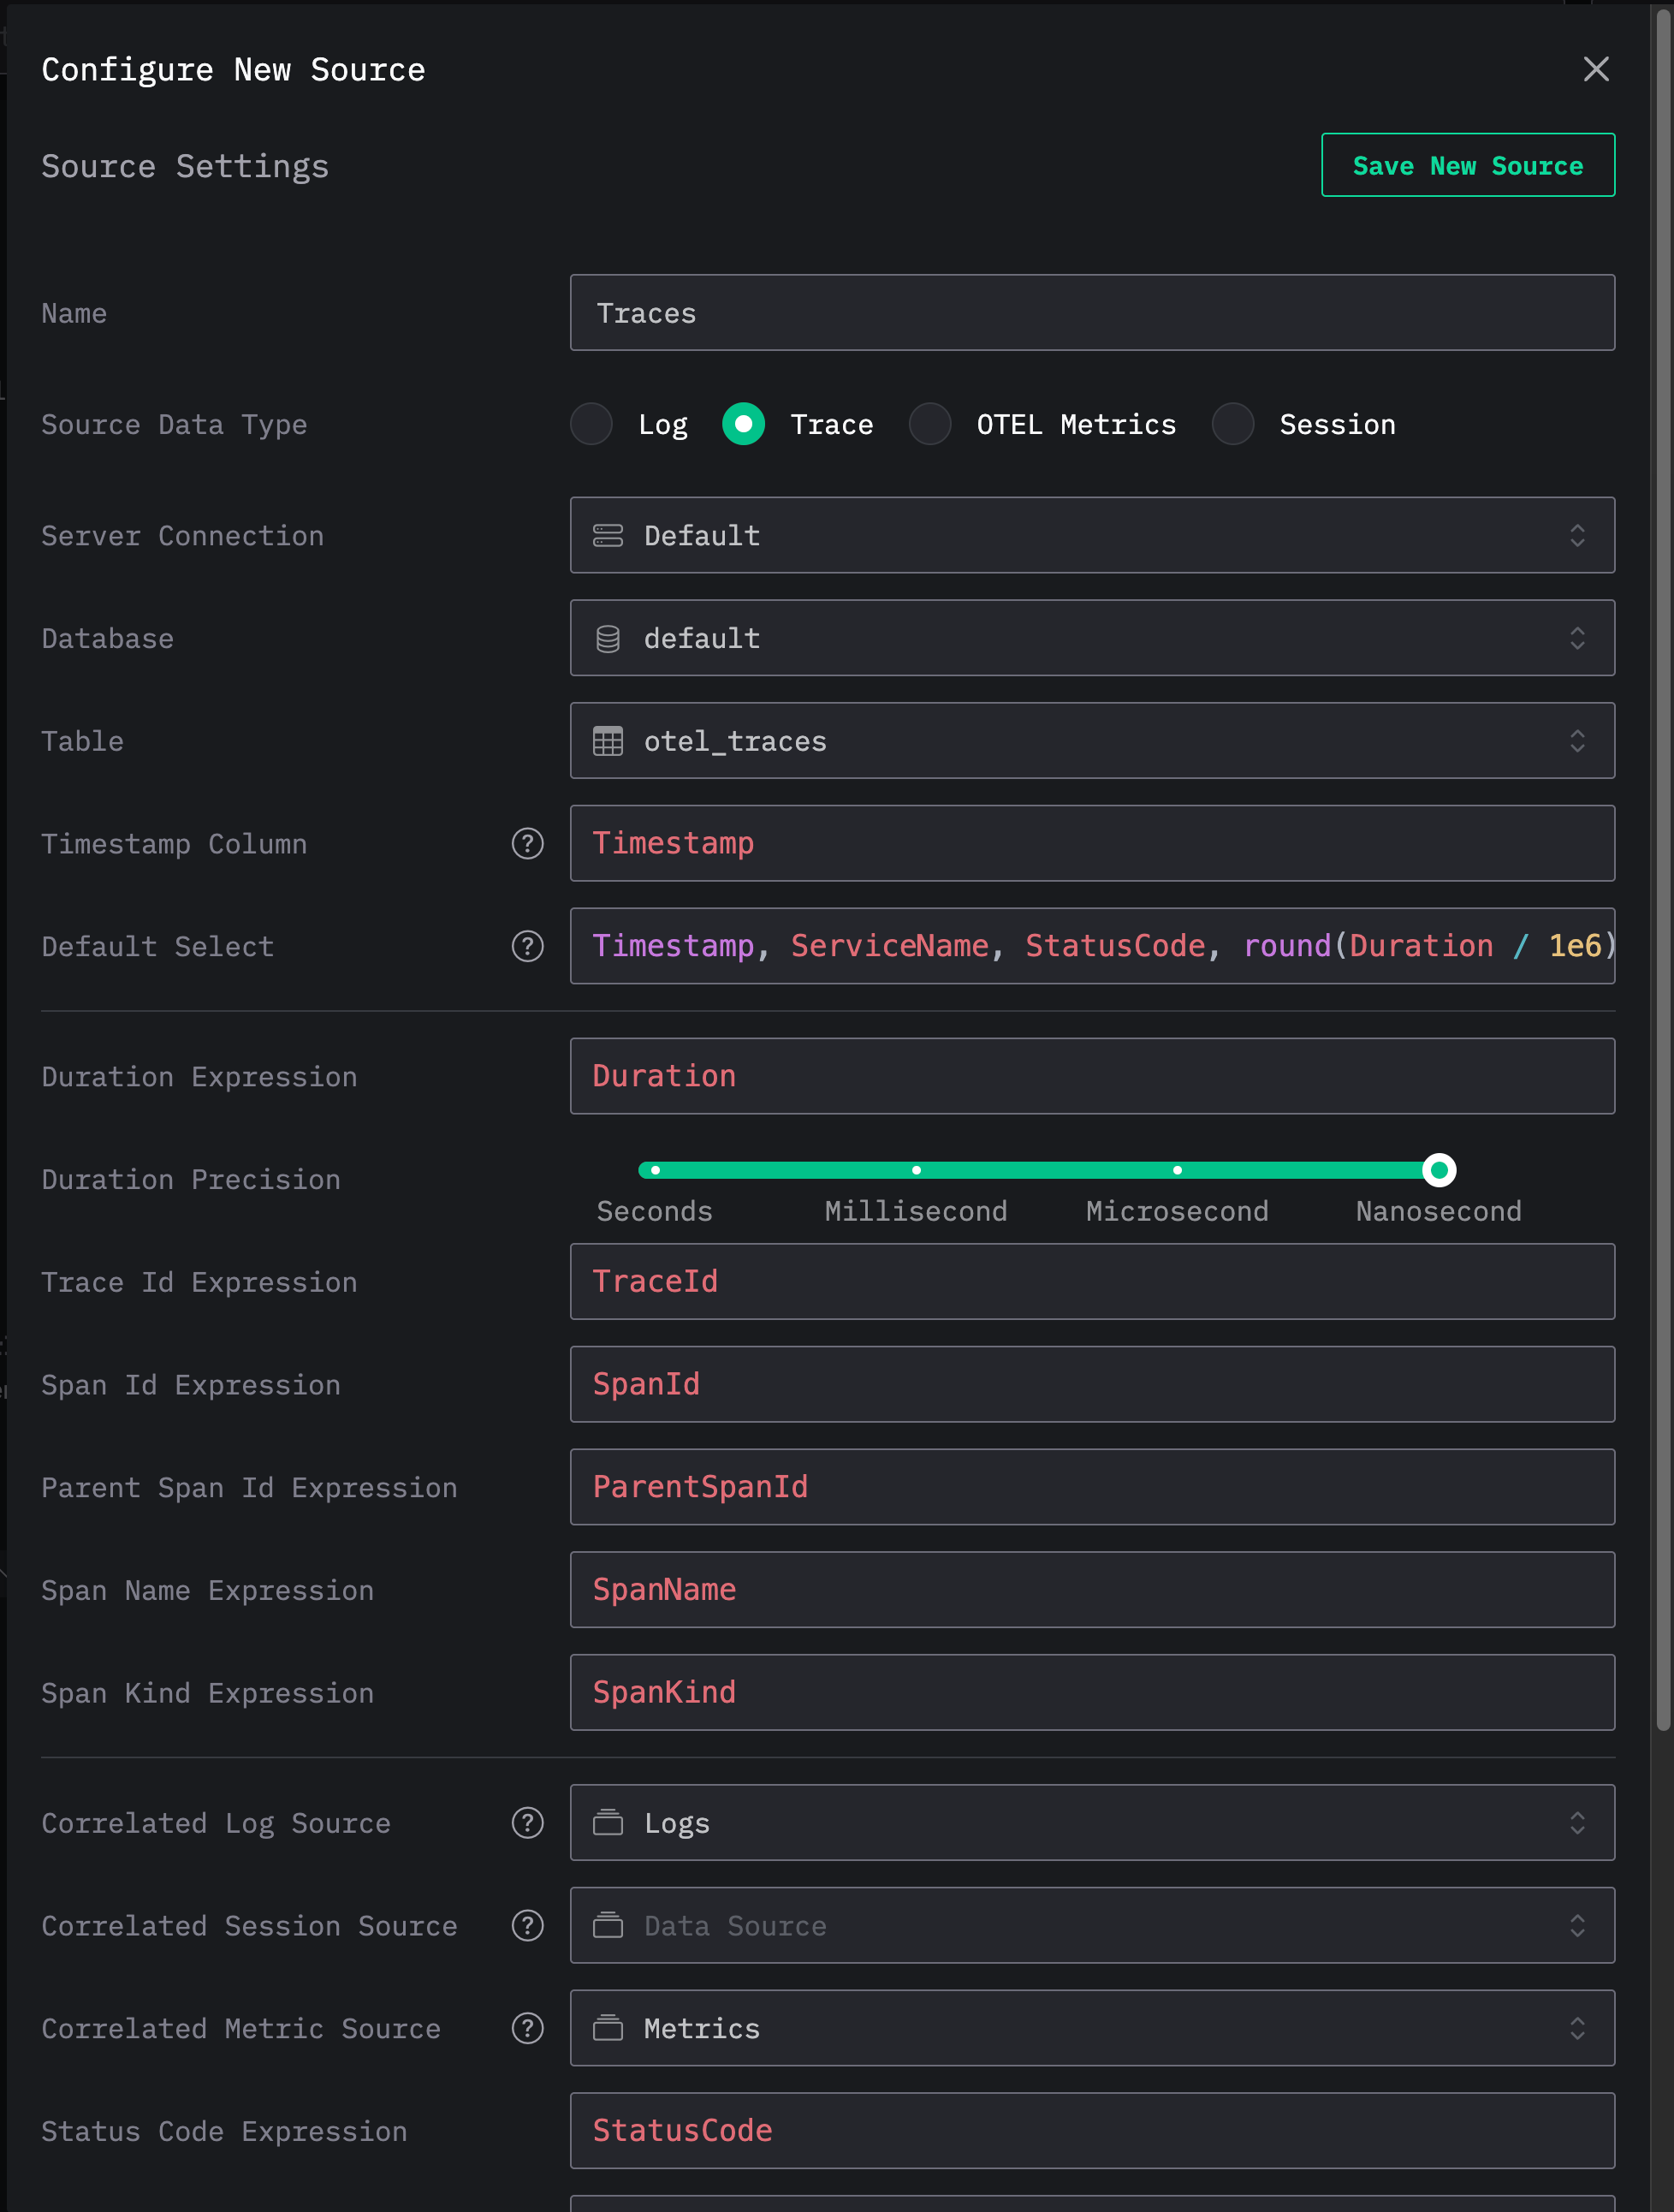 Configure New Source
Source Settings
Save New Source
Name
Traces
Source Data Type
Log
Trace
OTEL Metrics
Session
Server Connection
Default
Database
default
Table
otel_traces
Timestamp Column
?
Timestamp
Default Select
?
Timestamp, ServiceName, StatusCode, round(Duration / 1e6)
Duration Expression
Duration
Duration Precision
Seconds
Millisecond
Microsecond
Nanosecond
Trace Id Expression
TraceId
Span Id Expression
SpanId
Parent Span Id Expression
ParentSpanId
Span Name Expression
SpanName
Span Kind Expression
SpanKind
Correlated Log Source
?
Logs
Correlated Session Source
?
Data Source
Correlated Metric Source
?
Metrics
Status Code Expression
StatusCode